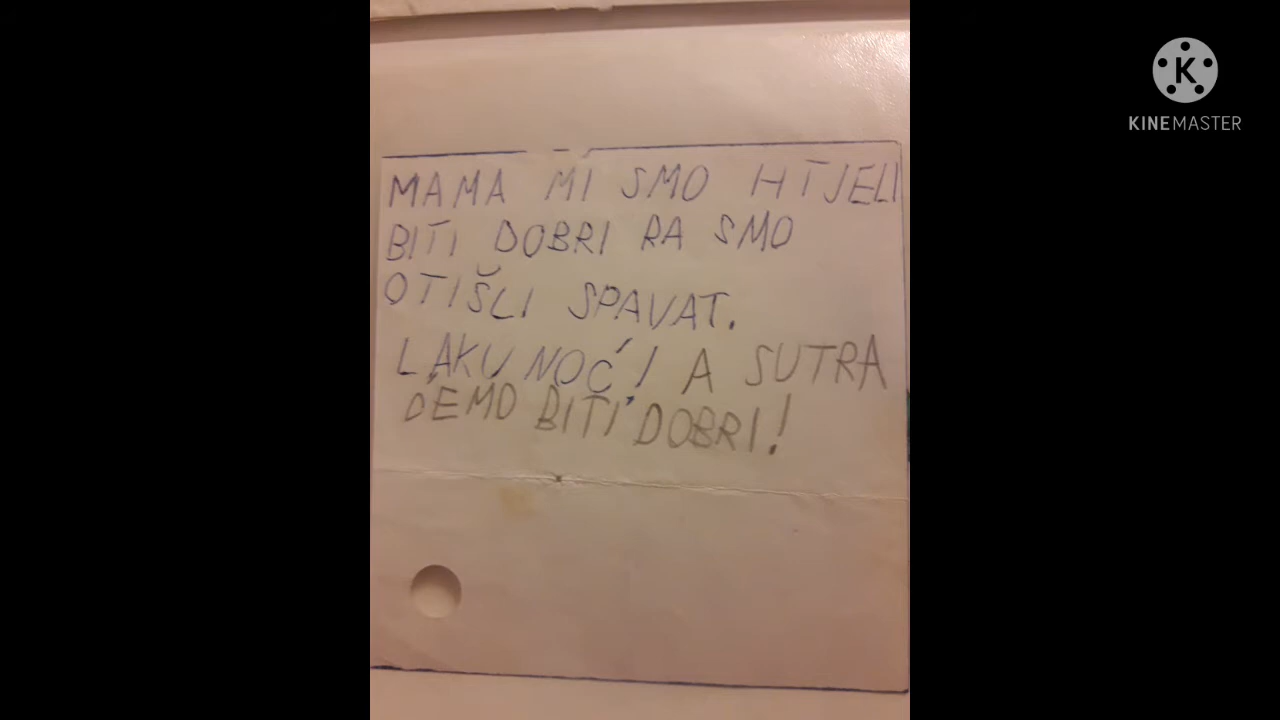 MAMA MI SMO HTJELI
BITI DOBRI PA SMO
OTIŠLI SPAVAT.
LAKU NOĆ! A SUTRA
ĆEMO BITI DOBRI!
KINEMASTER